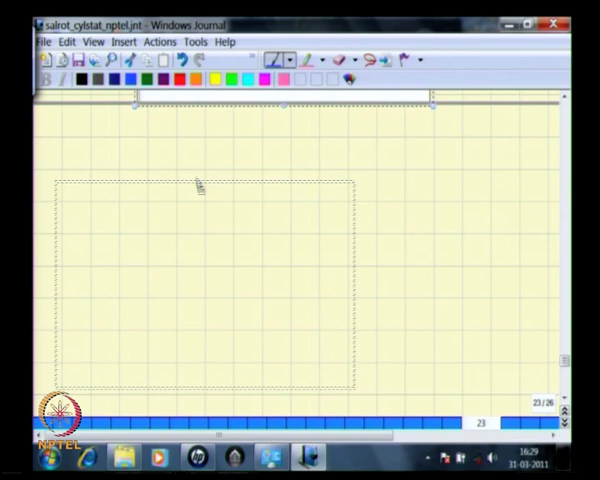 salrot_cylstat_nptel.jnt - Windows Journal
File Edit View Insert Actions Tools Help
B I
23/26
23
NPTEL
hp
16:29
31-03-2011